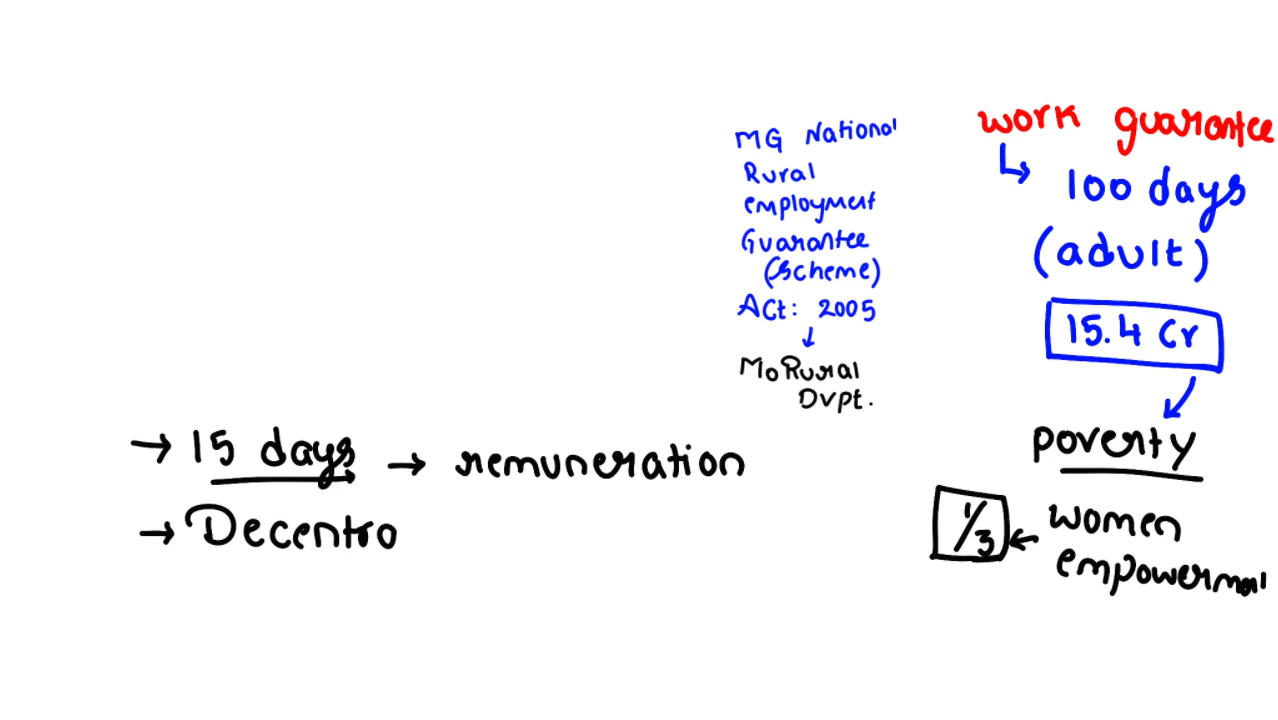 MG National
Rural
employment
Guarantee
(scheme)
Act: 2005
↓
MoRural
Dvpt.
work guarantee
↳ 100 days
(adult)
15.4 Cr
poverty
1/3 ← women
empowerment
→ 15 days → remuneration
→ Decentra